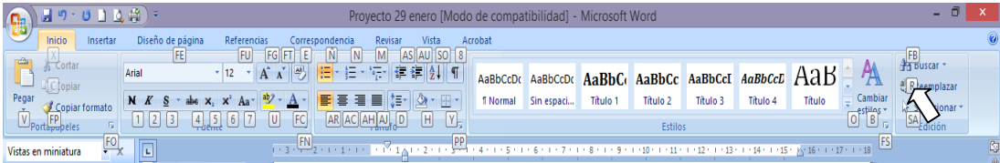 Proyecto 29 enero [Modo de compatibilidad] - Microsoft Word
Inicio Insertar Diseño de página Referencias Correspondencia Revisar Vista Acrobat
X FE FU FG FT E Ñ N M AS AU SO 8 FB
Cortar
Copiar
Copiar formato
Pegar
V FP
Portapapeles
FO
Arial 12
N K S abc x₂ x² Aa ab A
1 2 3 4 5 6 7 U FC
Fuente
FN
AR AC AH AJ D H Y
Párrafo
PP
AaBbCcDc AaBbCcDc AaBbC AaBbCc AaBbCcI AaBbCcD AaB
¶ Normal Sin espaci... Título 1 Título 2 Título 3 Título 4 Título
Cambiar estilos
O B
Estilos
FS
Buscar
Reemplazar
R
SA
Edición
Vistas en miniatura X L
3 2 1 1 2 3 4 5 6 7 8 9 10 11 12 13 14 15 16 17 18